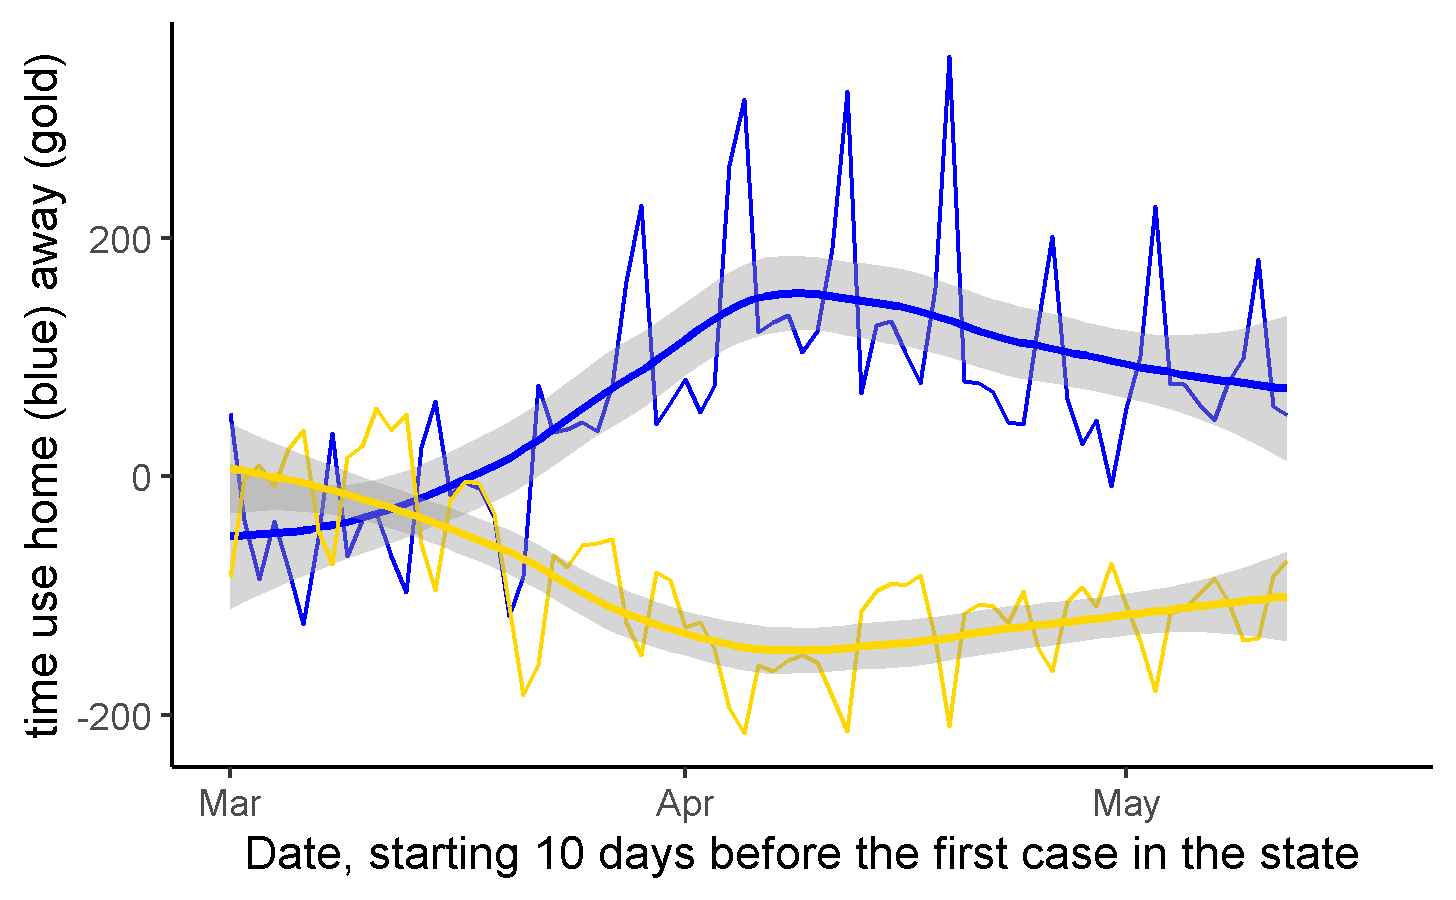 time use home (blue) away (gold)
200
0
-200
Mar
Apr
May
Date, starting 10 days before the first case in the state